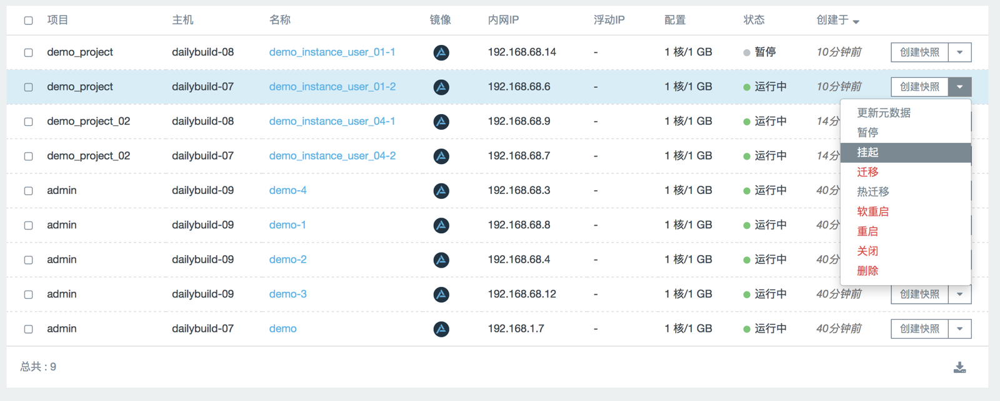 项目 主机 名称 镜像 内网IP 浮动IP 配置 状态 创建于
demo_project dailybuild-08 demo_instance_user_01-1 192.168.68.14 - 1 核/1 GB 暂停 10分钟前 创建快照
demo_project dailybuild-07 demo_instance_user_01-2 192.168.68.6 - 1 核/1 GB 运行中 10分钟前 创建快照
demo_project_02 dailybuild-08 demo_instance_user_04-1 192.168.68.9 - 1 核/1 GB 运行中 14分
demo_project_02 dailybuild-07 demo_instance_user_04-2 192.168.68.7 - 1 核/1 GB 运行中 14分
admin dailybuild-09 demo-4 192.168.68.3 - 1 核/1 GB 运行中 40分
admin dailybuild-09 demo-1 192.168.68.8 - 1 核/1 GB 运行中 40分
admin dailybuild-09 demo-2 192.168.68.4 - 1 核/1 GB 运行中 40分
admin dailybuild-09 demo-3 192.168.68.12 - 1 核/1 GB 运行中 40分钟前 创建快照
admin dailybuild-07 demo 192.168.1.7 - 1 核/1 GB 运行中 40分钟前 创建快照
更新元数据
暂停
挂起
迁移
热迁移
软重启
重启
关闭
删除
总共 : 9